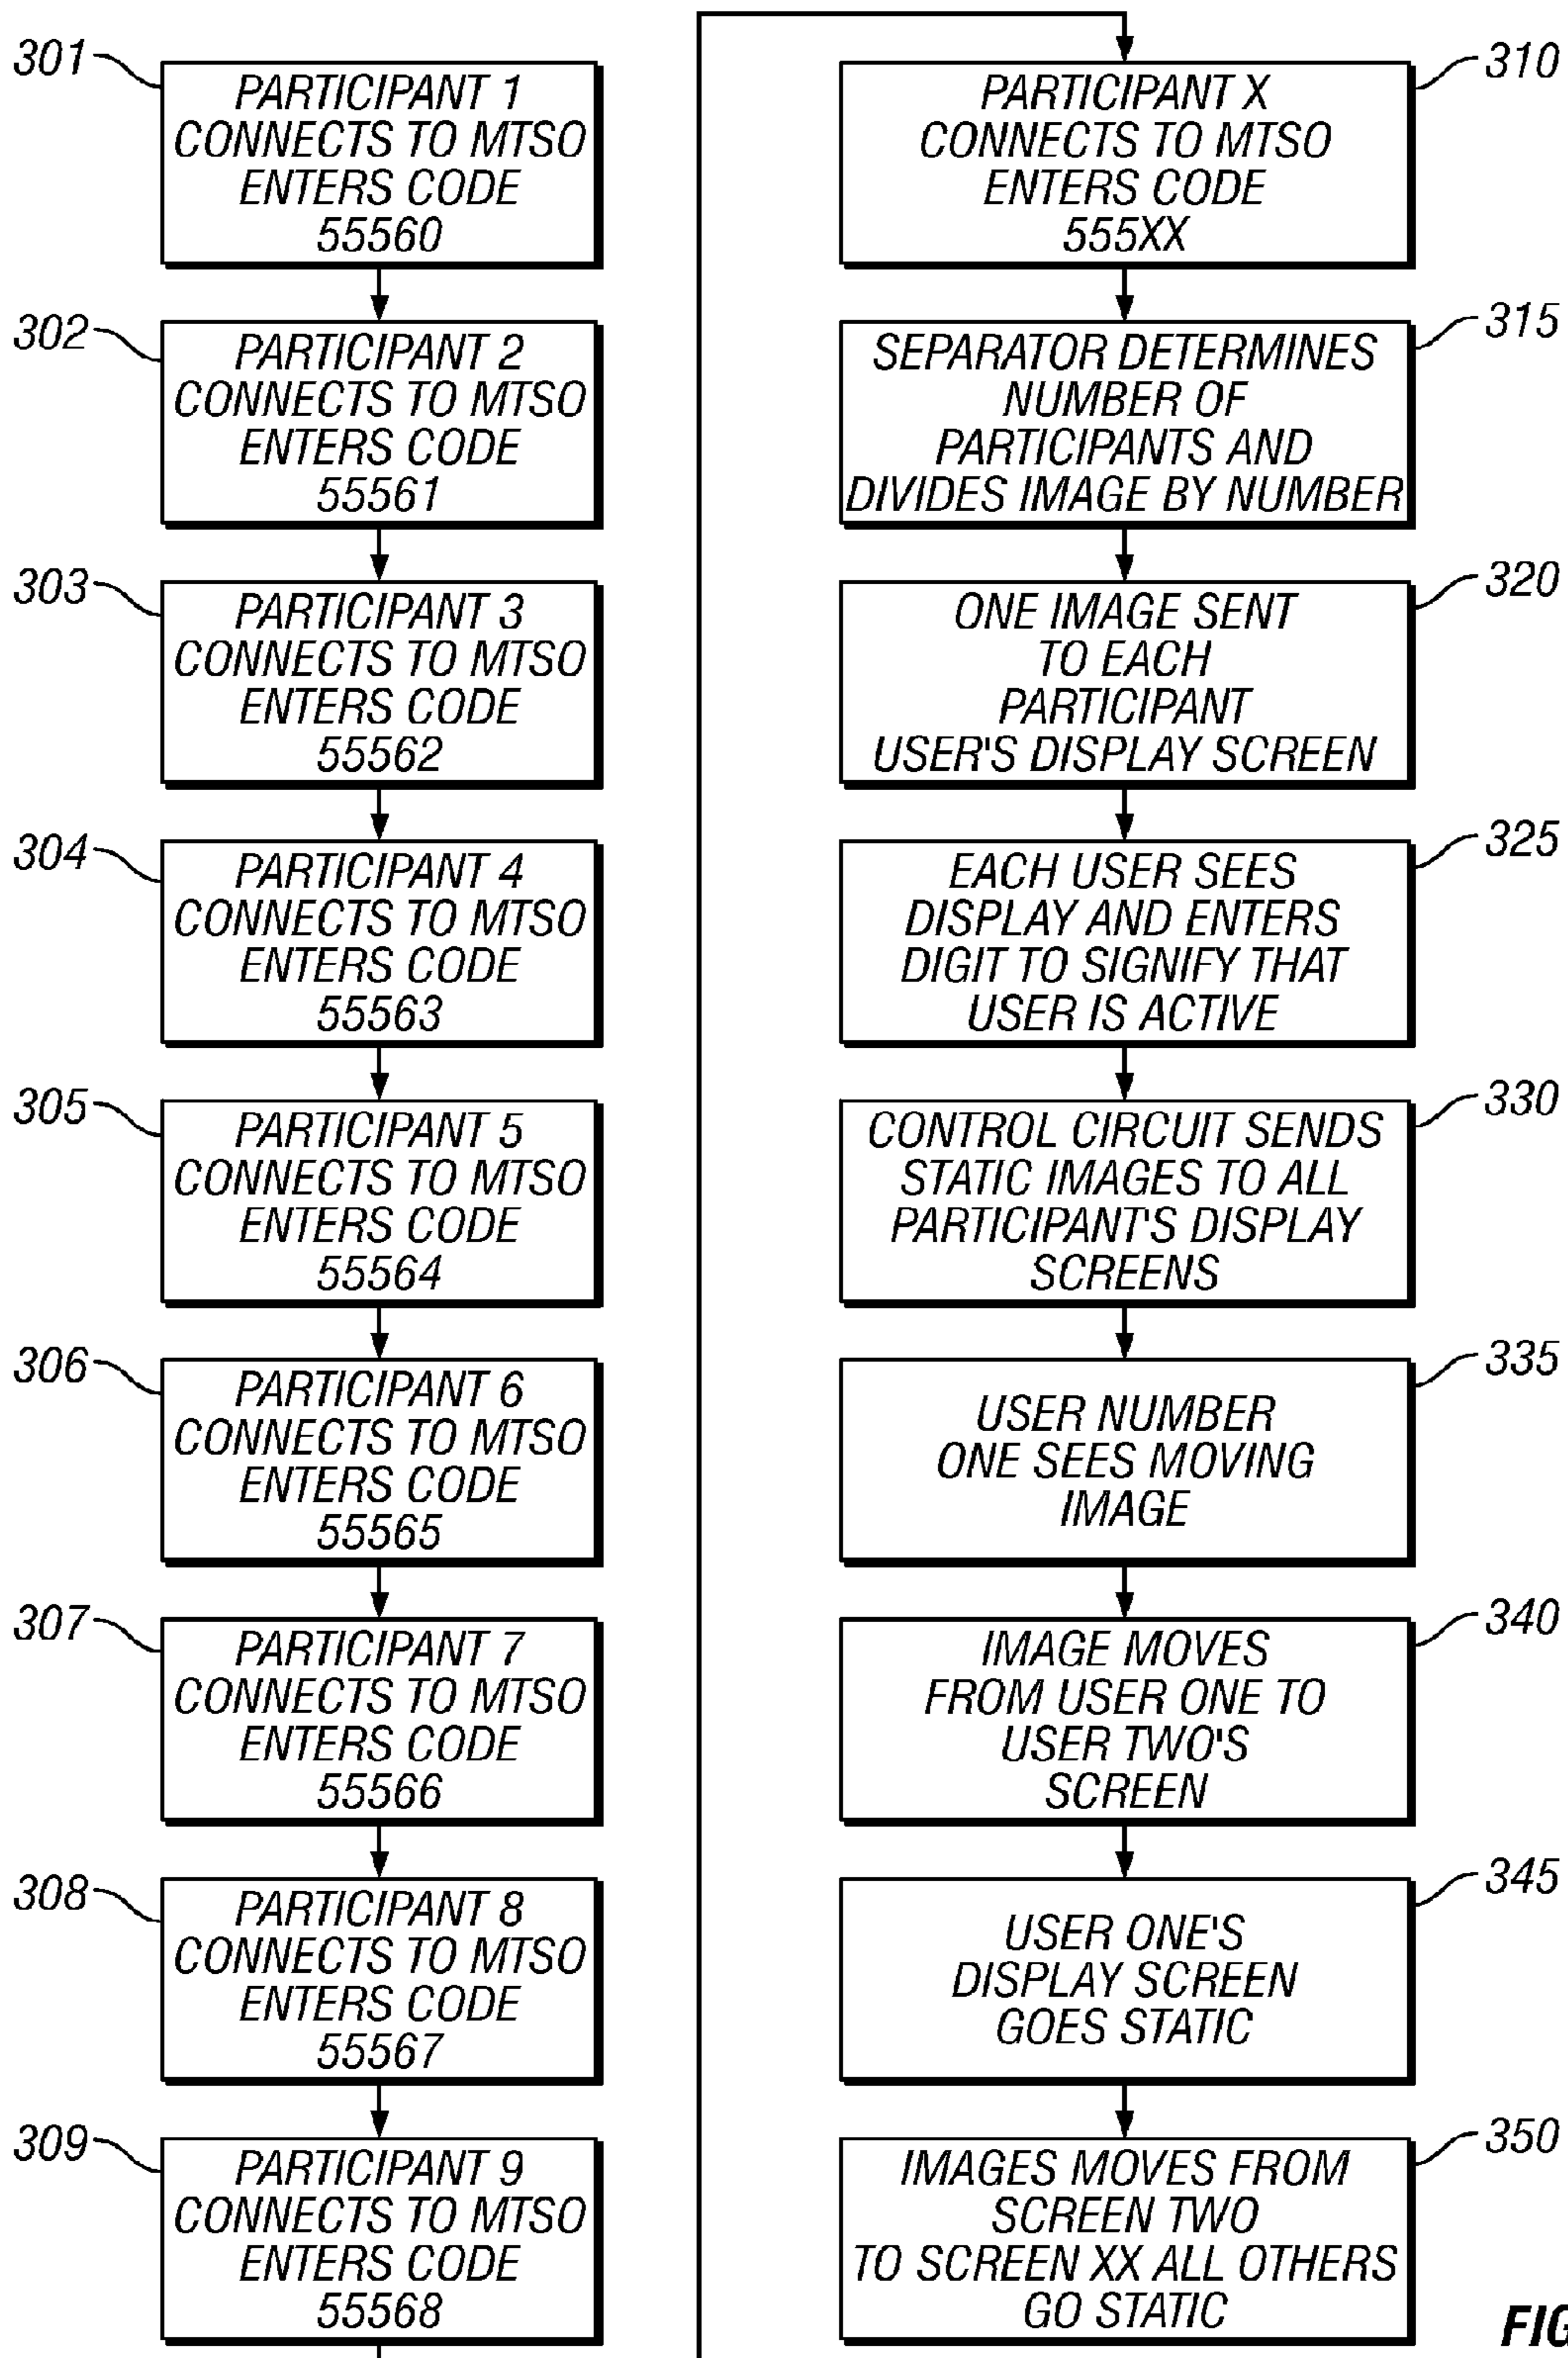 301
PARTICIPANT 1
CONNECTS TO MTSO
ENTERS CODE
55560
302
PARTICIPANT 2
CONNECTS TO MTSO
ENTERS CODE
55561
303
PARTICIPANT 3
CONNECTS TO MTSO
ENTERS CODE
55562
304
PARTICIPANT 4
CONNECTS TO MTSO
ENTERS CODE
55563
305
PARTICIPANT 5
CONNECTS TO MTSO
ENTERS CODE
55564
306
PARTICIPANT 6
CONNECTS TO MTSO
ENTERS CODE
55565
307
PARTICIPANT 7
CONNECTS TO MTSO
ENTERS CODE
55566
308
PARTICIPANT 8
CONNECTS TO MTSO
ENTERS CODE
55567
309
PARTICIPANT 9
CONNECTS TO MTSO
ENTERS CODE
55568
310
PARTICIPANT X
CONNECTS TO MTSO
ENTERS CODE
555XX
315
SEPARATOR DETERMINES
NUMBER OF
PARTICIPANTS AND
DIVIDES IMAGE BY NUMBER
320
ONE IMAGE SENT
TO EACH
PARTICIPANT
USER'S DISPLAY SCREEN
325
EACH USER SEES
DISPLAY AND ENTERS
DIGIT TO SIGNIFY THAT
USER IS ACTIVE
330
CONTROL CIRCUIT SENDS
STATIC IMAGES TO ALL
PARTICIPANT'S DISPLAY
SCREENS
335
USER NUMBER
ONE SEES MOVING
IMAGE
340
IMAGE MOVES
FROM USER ONE TO
USER TWO'S
SCREEN
345
USER ONE'S
DISPLAY SCREEN
GOES STATIC
350
IMAGES MOVES FROM
SCREEN TWO
TO SCREEN XX ALL OTHERS
GO STATIC